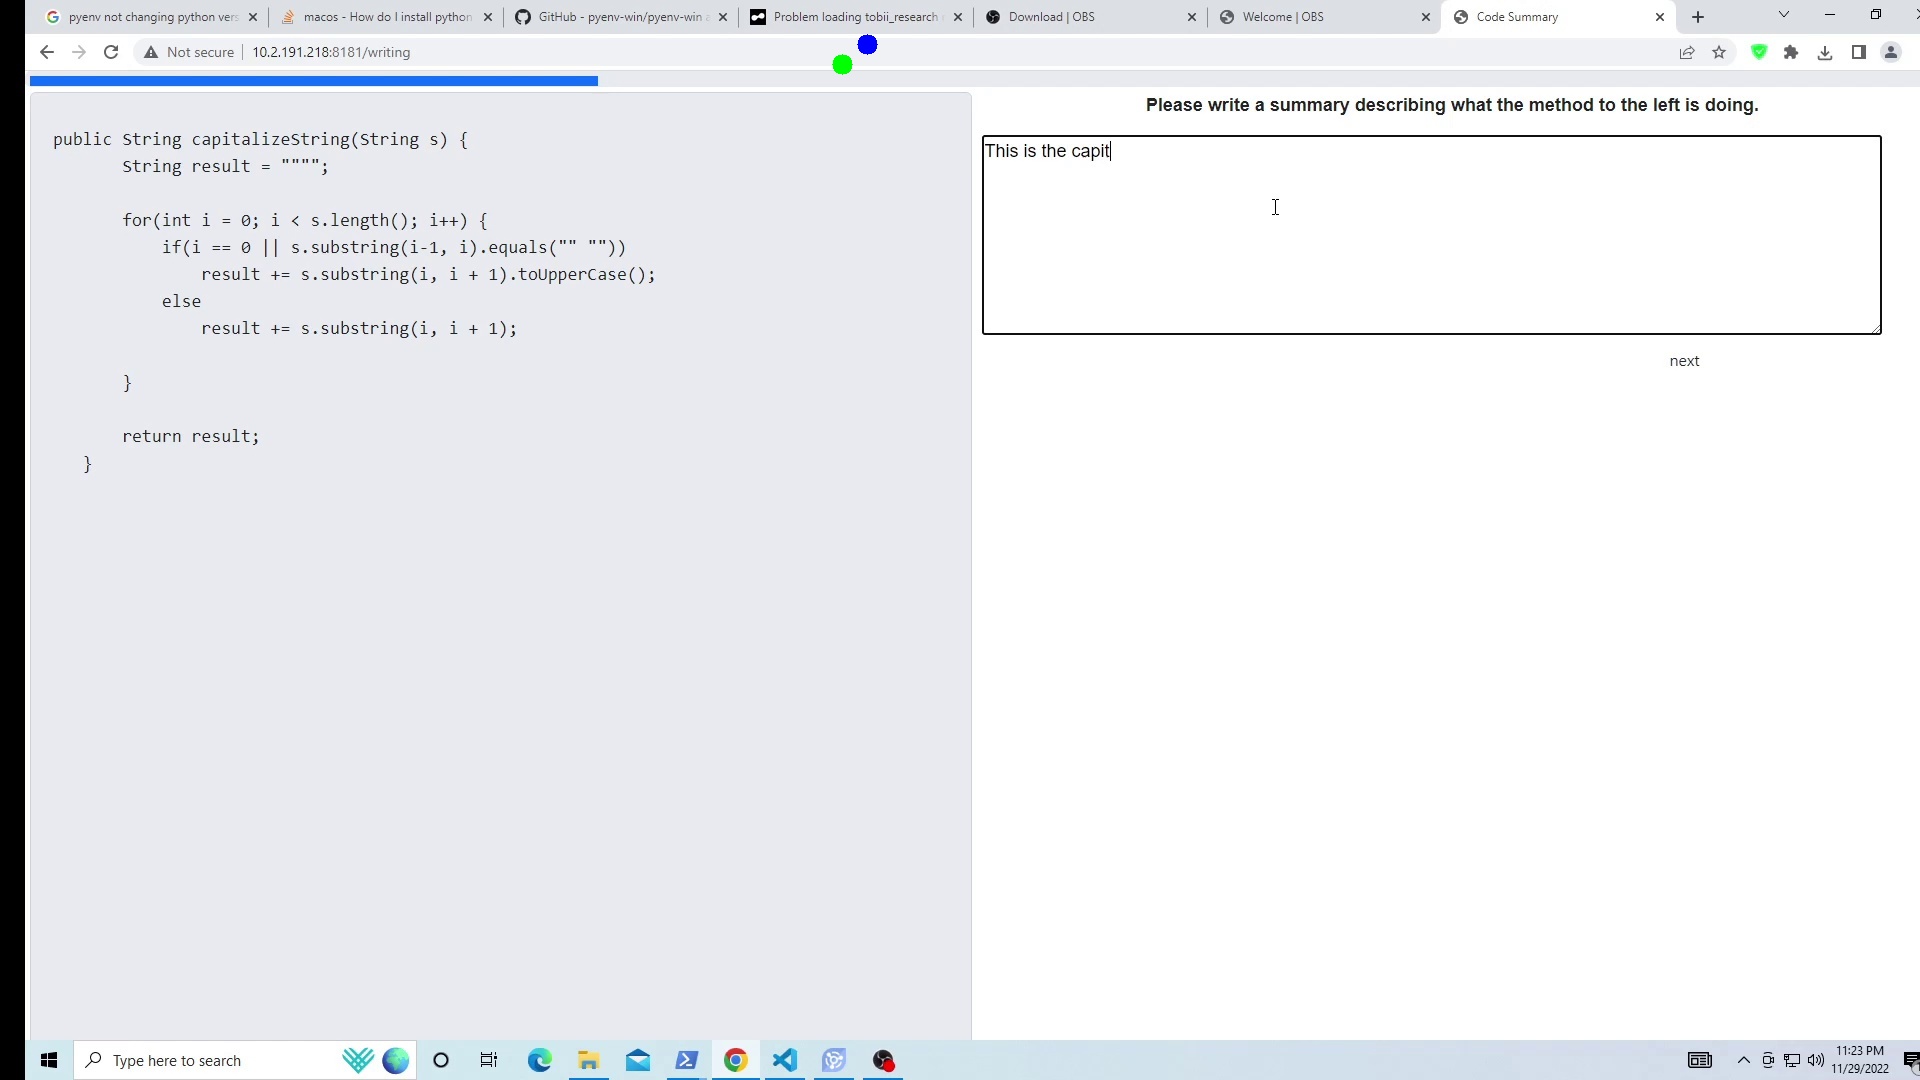 pyenv not changing python vers
macos - How do I install python
GitHub - pyenv-win/pyenv-win
Problem loading tobii_research
Download | OBS
Welcome | OBS
Code Summary
Not secure
10.2.191.218:8181/writing
public String capitalizeString(String s) {
String result = """";
for(int i = 0; i < s.length(); i++) {
if(i == 0 || s.substring(i-1, i).equals("" ""))
result += s.substring(i, i + 1).toUpperCase();
else
result += s.substring(i, i + 1);
}
return result;
}
Please write a summary describing what the method to the left is doing.
This is the capit
next
Type here to search
11:23 PM
11/29/2022